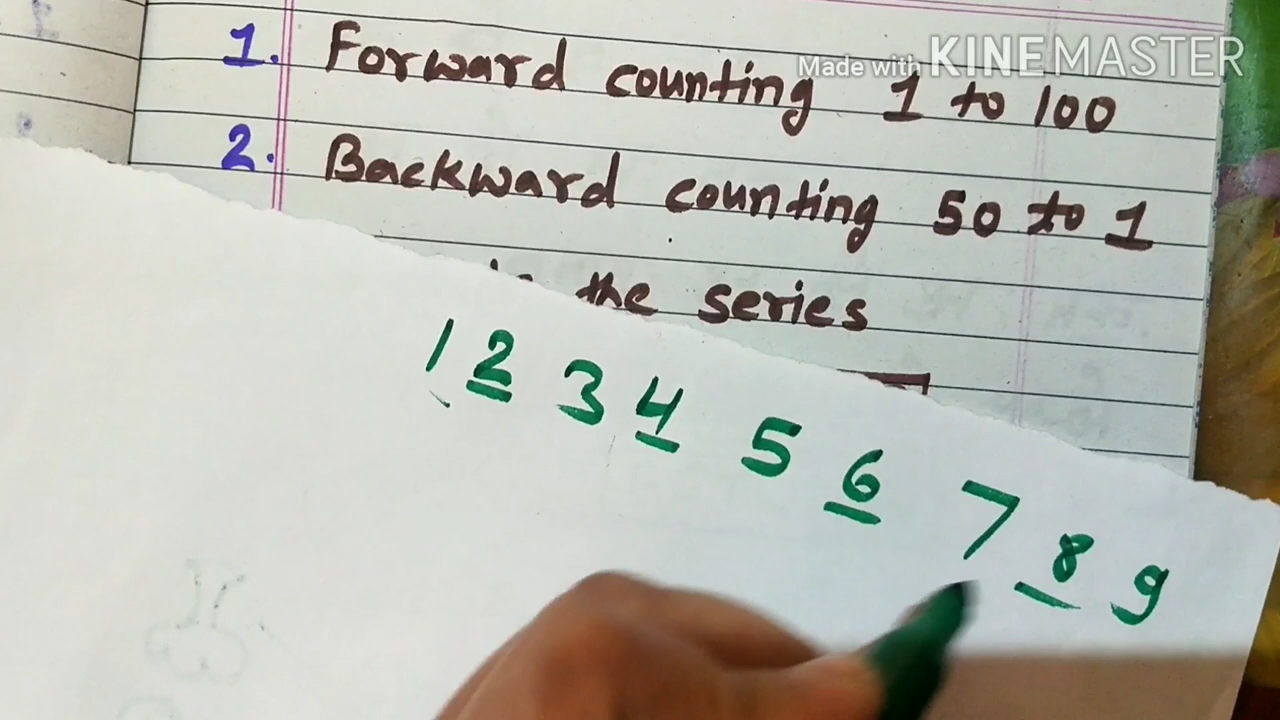 Made with KINEMASTER
1. Forward counting 1 to 100
2. Backward counting 50 to 1
the series
1 2 3 4 5 6 7 8 9